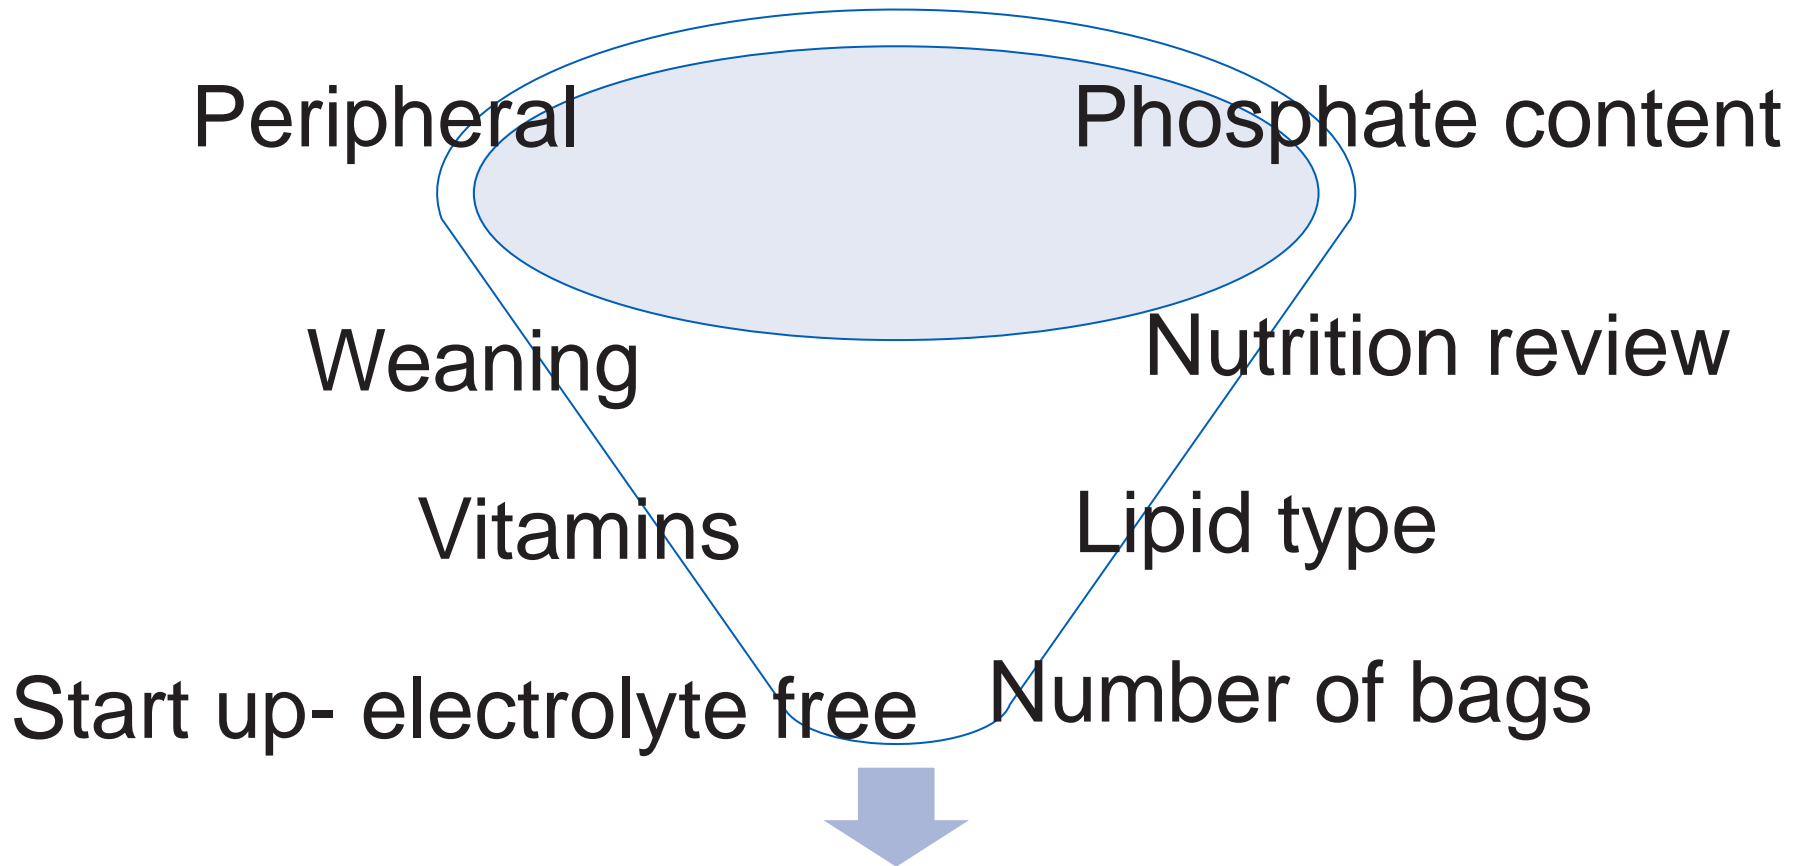 Peripheral
Phosphate content
Weaning
Nutrition review
Vitamins
Lipid type
Start up- electrolyte free
Number of bags